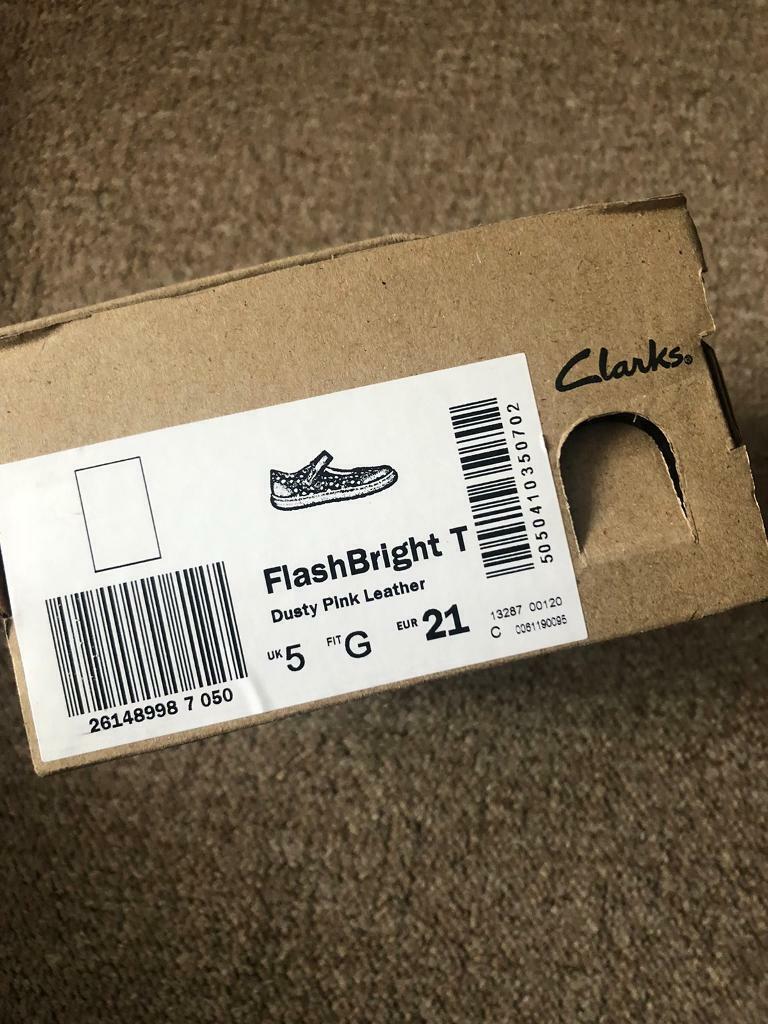 Clarks
FlashBright T
Dusty Pink Leather
UK 5 FIT G EUR 21
26148998 7 050
5050410350702
13287 00120
C 0061190095